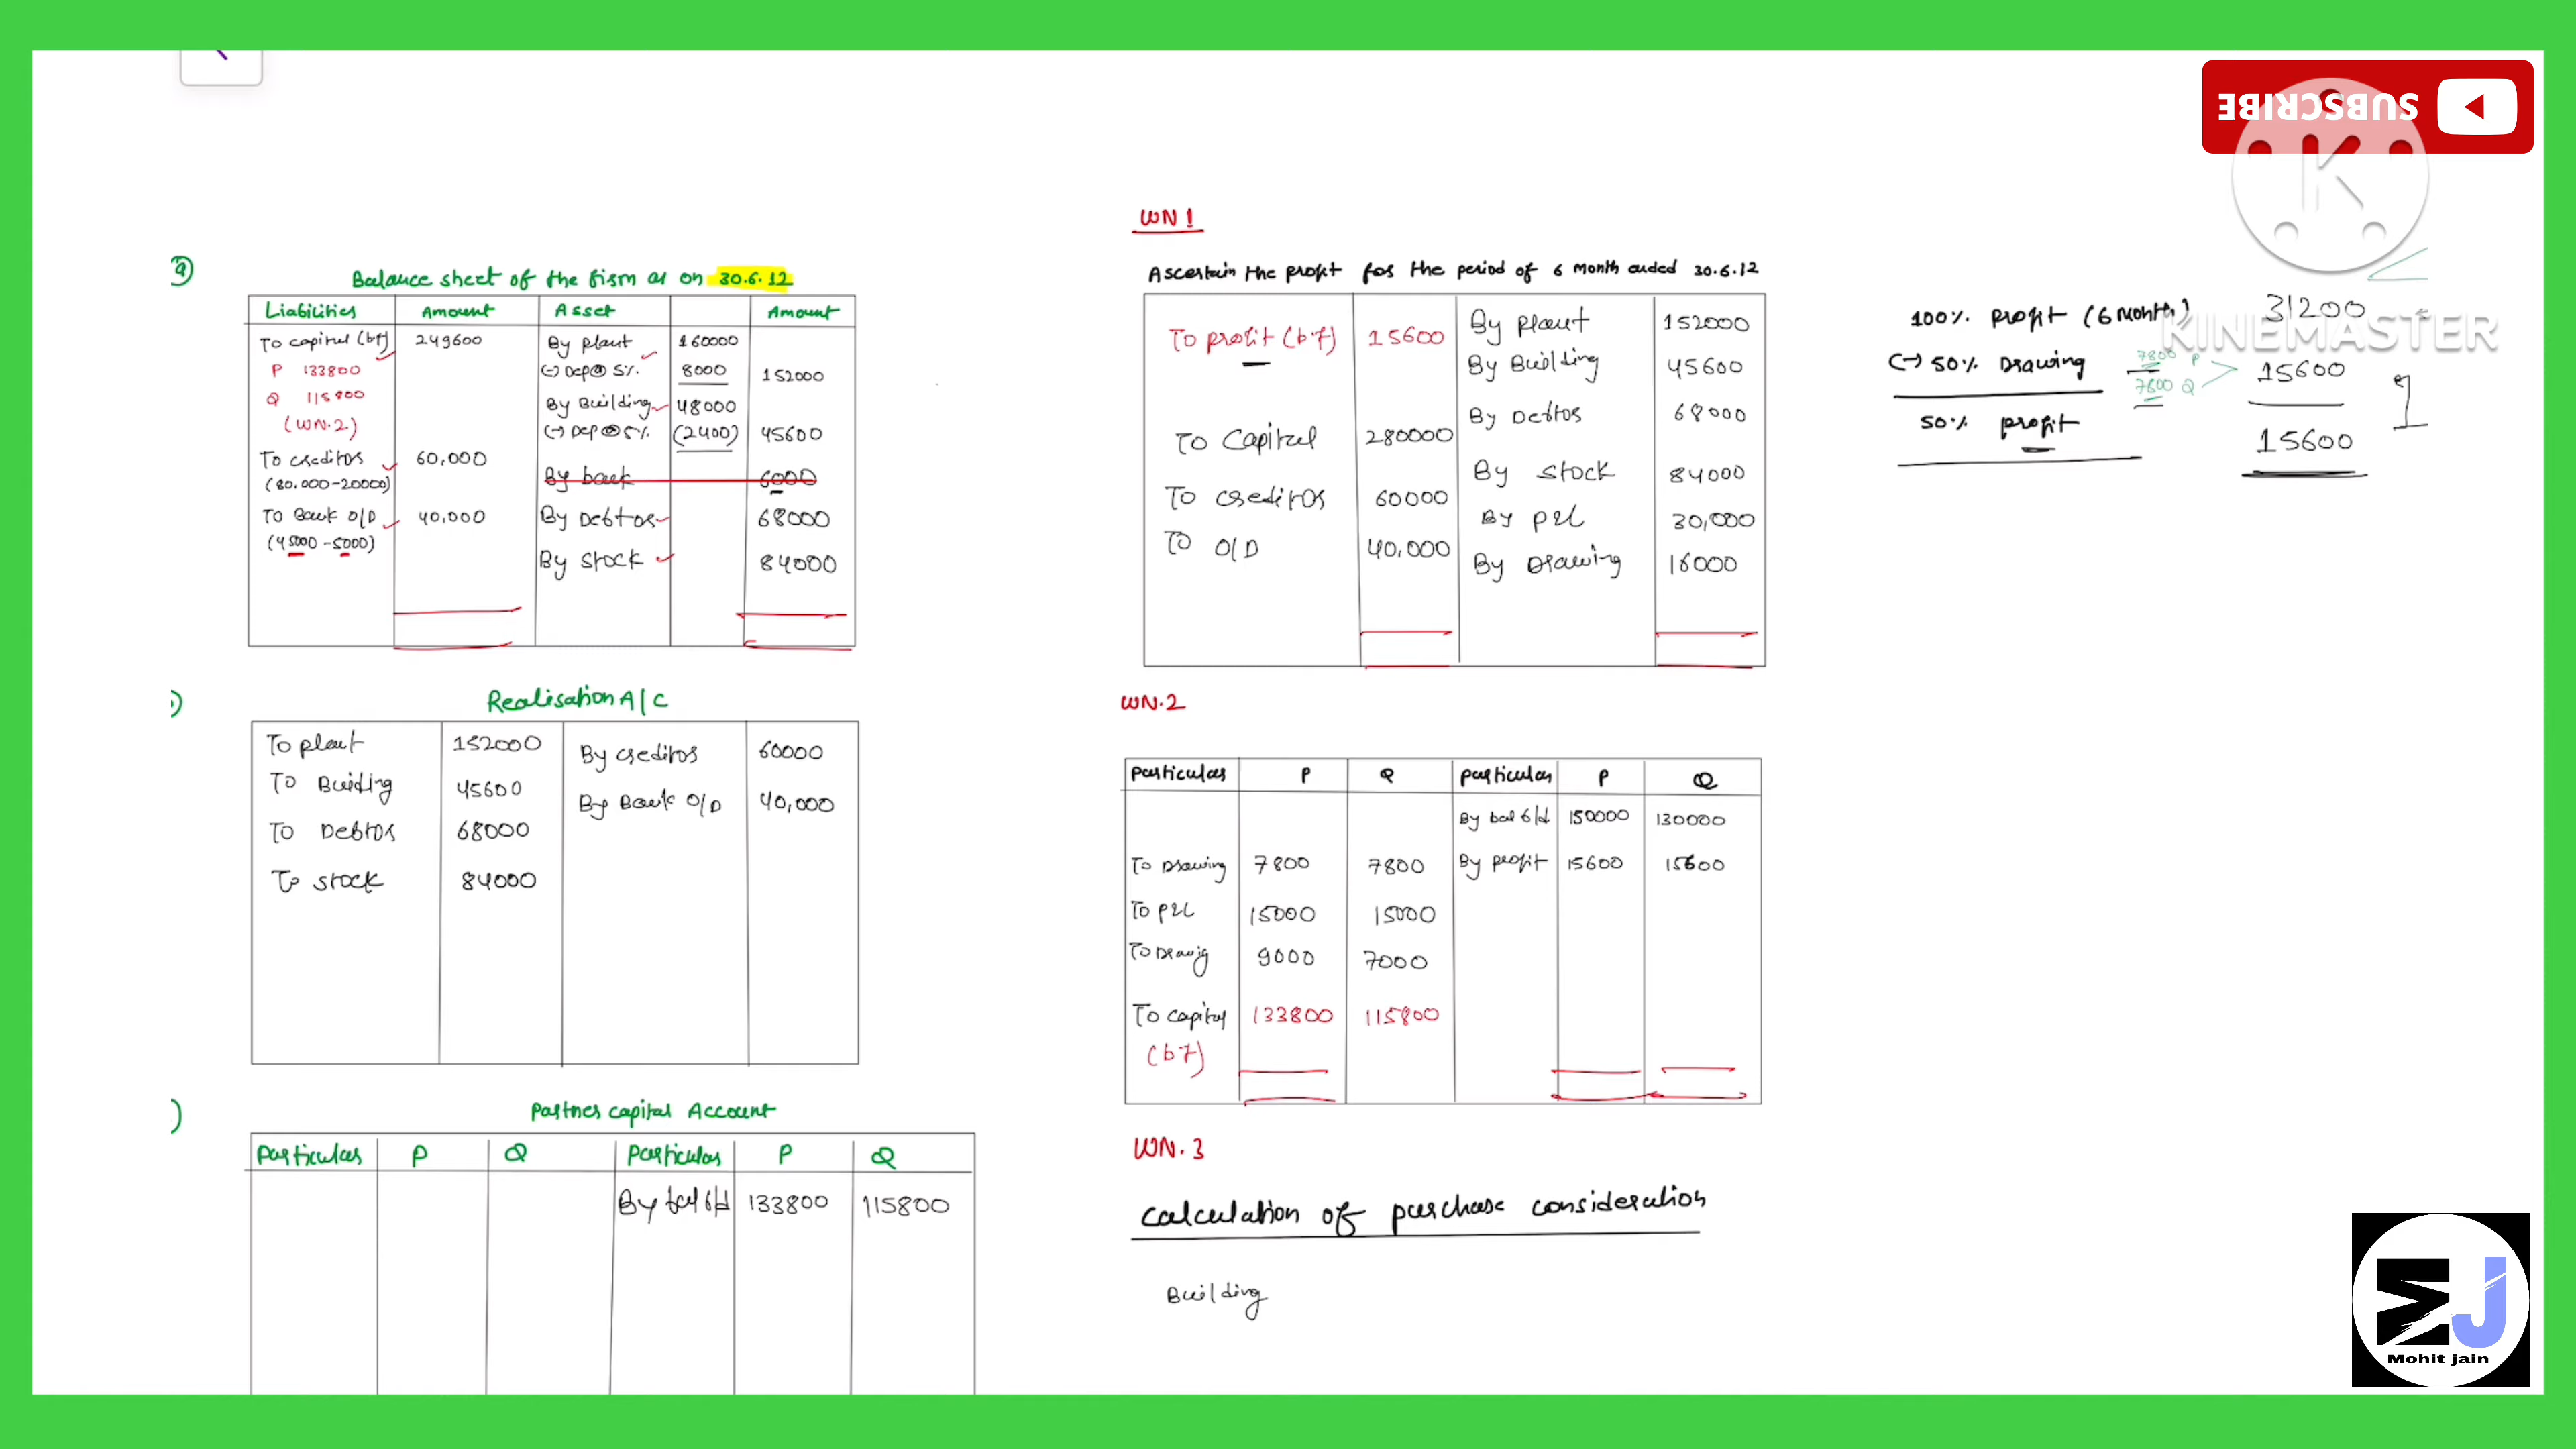 SUBSCRIBE
K
KINEMASTER
a)
Balance sheet of the firm as on 30.6.12
Liabilities Amount Asset Amount
To capital (bf) 249600 By plant 160000
P 133800 (-) Dep @ 5% 8000 152000
Q 115800 By Building 48000
(WN.2) (-) Dep @ 5% (2400) 45600
To creditors 60,000
(80,000-20000) By bank 6000
To Bank O/D 40,000 By Debtors 68000
(45000-5000)
By stock 84000
WN 1
Ascertain the profit for the period of 6 month ended 30.6.12
To profit (bf) 15600 By plant 152000
By Building 45600
By Debtors 68000
To Capital 280000
By stock 84000
To creditors 60000
By P&L 30,000
To O/D 40,000
By Drawing 16000
100% profit (6 Month) 31200
(-) 50% Drawing 7800 P 15600
7800 Q
50% profit 15600
Realisation A/C
To plant 152000 By creditors 60000
To Building 45600 By Bank O/D 40,000
To Debtors 68000
To stock 84000
WN.2
particulars P Q particulars P Q
By bal b/d 150000 130000
To Drawing 7800 7800 By profit 15600 15600
To P&L 15000 15000
To Drawig 9000 7000
To capital 133800 115800
(bf)
Partner capital Account
particulars P Q particulars P Q
By bal b/d 133800 115800
WN.3
calculation of purchase consideration
Building
MJ
Mohit jain